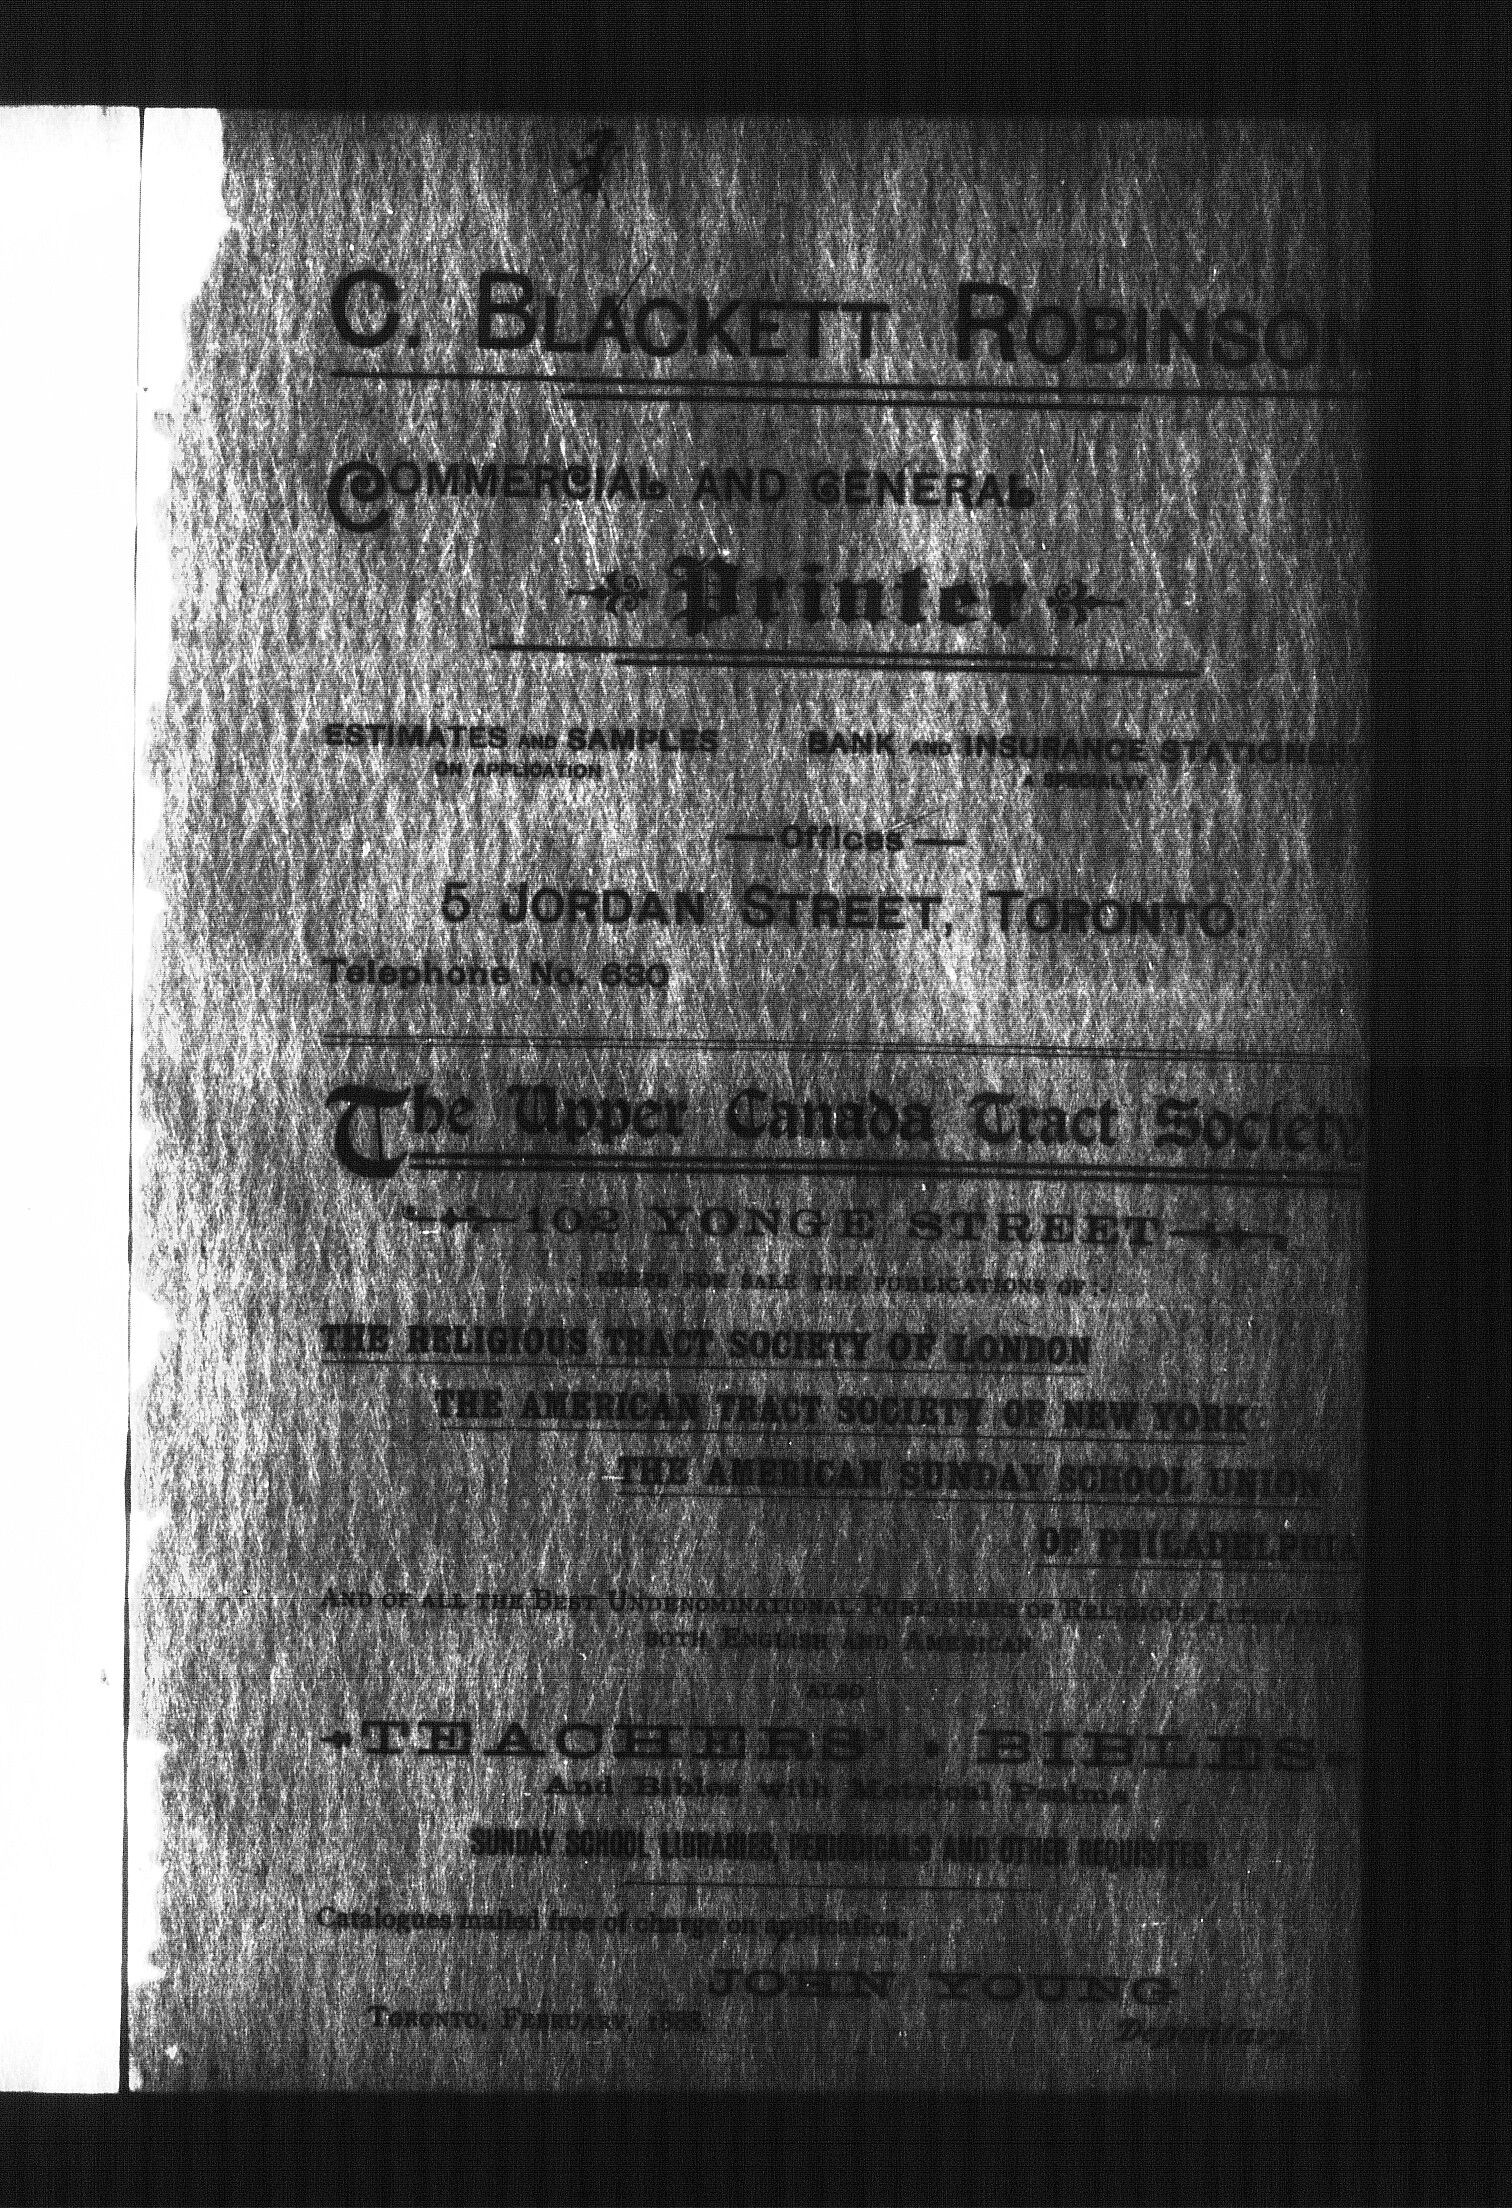 C. BLACKETT ROBINSON
COMMERCIAL AND GENERAL
Printer
ESTIMATES AND SAMPLES BANK AND INSURANCE STATIONERY
ON APPLICATION A SPECIALTY
—Offices—
5 JORDAN STREET, TORONTO.
Telephone No. 630
The Upper Canada Tract Society
102 YONGE STREET
KEEPS FOR SALE THE PUBLICATIONS OF:
THE RELIGIOUS TRACT SOCIETY OF LONDON
THE AMERICAN TRACT SOCIETY OF NEW YORK
THE AMERICAN SUNDAY SCHOOL UNION
OF PHILADELPHIA
AND OF ALL THE BEST UNDENOMINATIONAL PUBLISHERS OF RELIGIOUS LITERATURE
BOTH ENGLISH AND AMERICAN
ALSO
TEACHERS' · BIBLES
And Bibles with Metrical Psalms
SUNDAY SCHOOL LIBRARIES, PERIODICALS AND OTHER REQUISITES
Catalogues mailed free of charge on application.
JOHN YOUNG
TORONTO, FEBRUARY, 1888.
Depositary